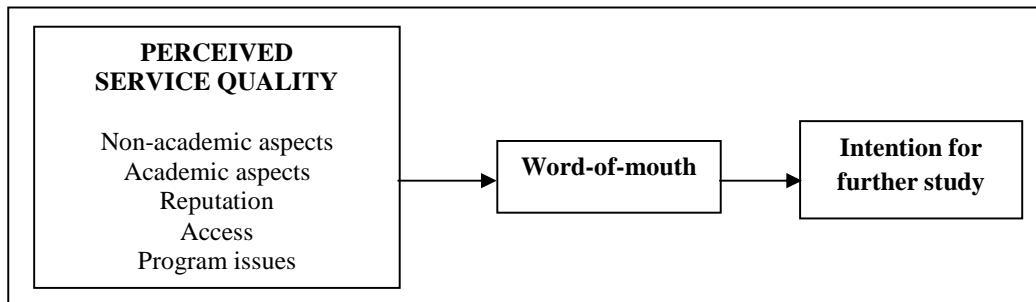 PERCEIVED
SERVICE QUALITY
Non-academic aspects
Academic aspects
Reputation
Access
Program issues
Word-of-mouth
Intention for
further study